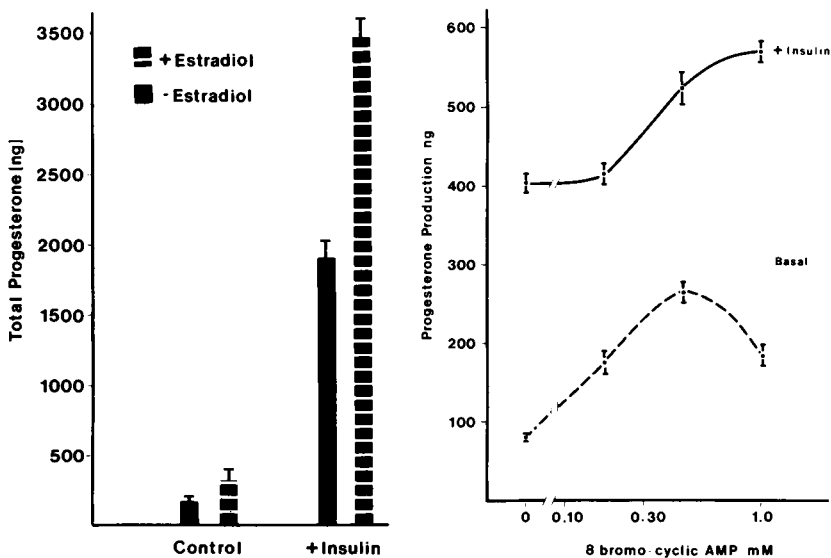 Total Progesterone [ng]
3500
3000
2500
2000
1500
1000
500
+ Estradiol
- Estradiol
Control
+ Insulin
Progesterone Production ng
600
500
400
300
200
100
+ Insulin
Basal
0
0.10
0.30
1.0
8 bromo-cyclic AMP mM